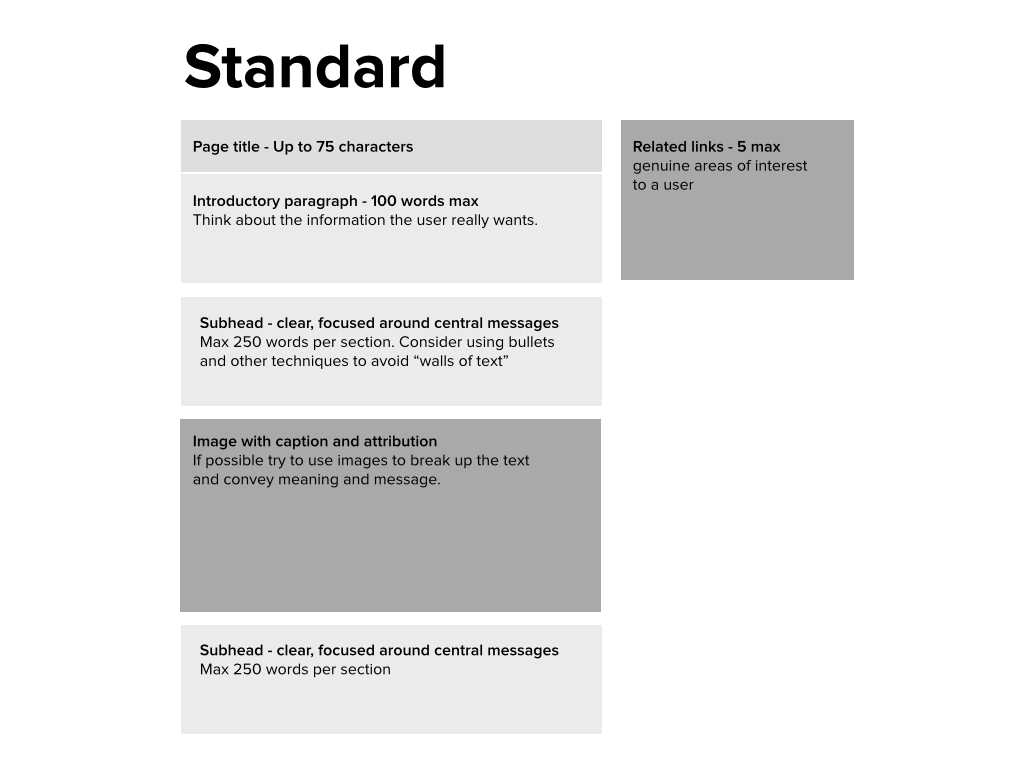 Standard
Page title - Up to 75 characters
Introductory paragraph - 100 words max
Think about the information the user really wants.
Subhead - clear, focused around central messages
Max 250 words per section. Consider using bullets
and other techniques to avoid “walls of text”
Image with caption and attribution
If possible try to use images to break up the text
and convey meaning and message.
Subhead - clear, focused around central messages
Max 250 words per section
Related links - 5 max
genuine areas of interest
to a user